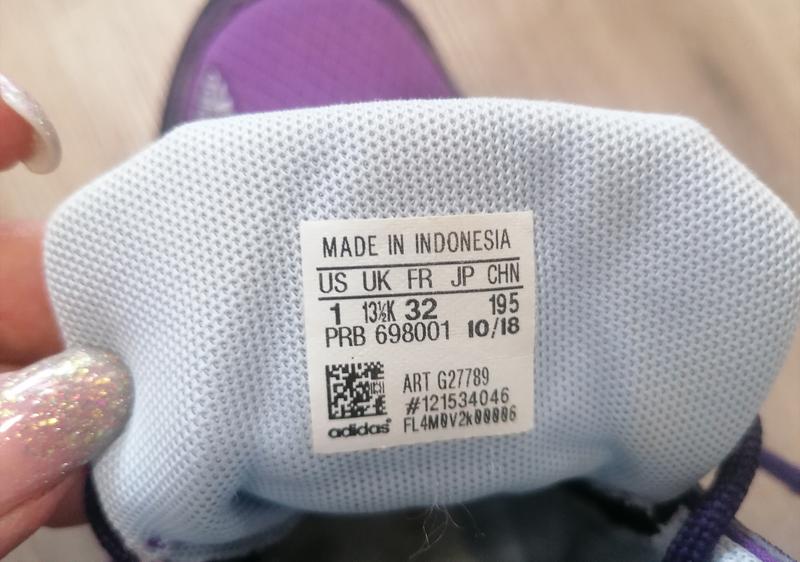 MADE IN INDONESIA
US UK FR JP CHN
1 13½K 32 195
PRB 698001 10/18
ART G27789
#121534046
FL4M0V2k00006
adidas